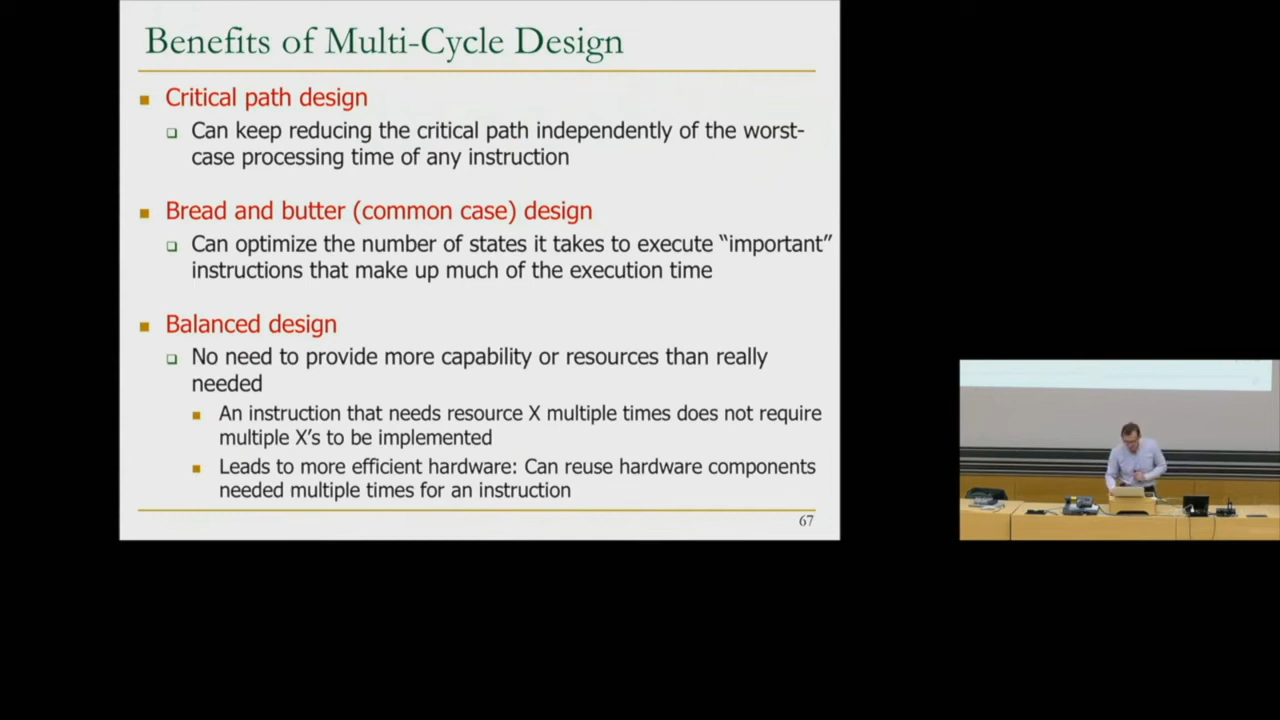 Benefits of Multi-Cycle Design
Critical path design
Can keep reducing the critical path independently of the worst-
case processing time of any instruction
Bread and butter (common case) design
Can optimize the number of states it takes to execute “important”
instructions that make up much of the execution time
Balanced design
No need to provide more capability or resources than really
needed
An instruction that needs resource X multiple times does not require
multiple X’s to be implemented
Leads to more efficient hardware: Can reuse hardware components
needed multiple times for an instruction
67